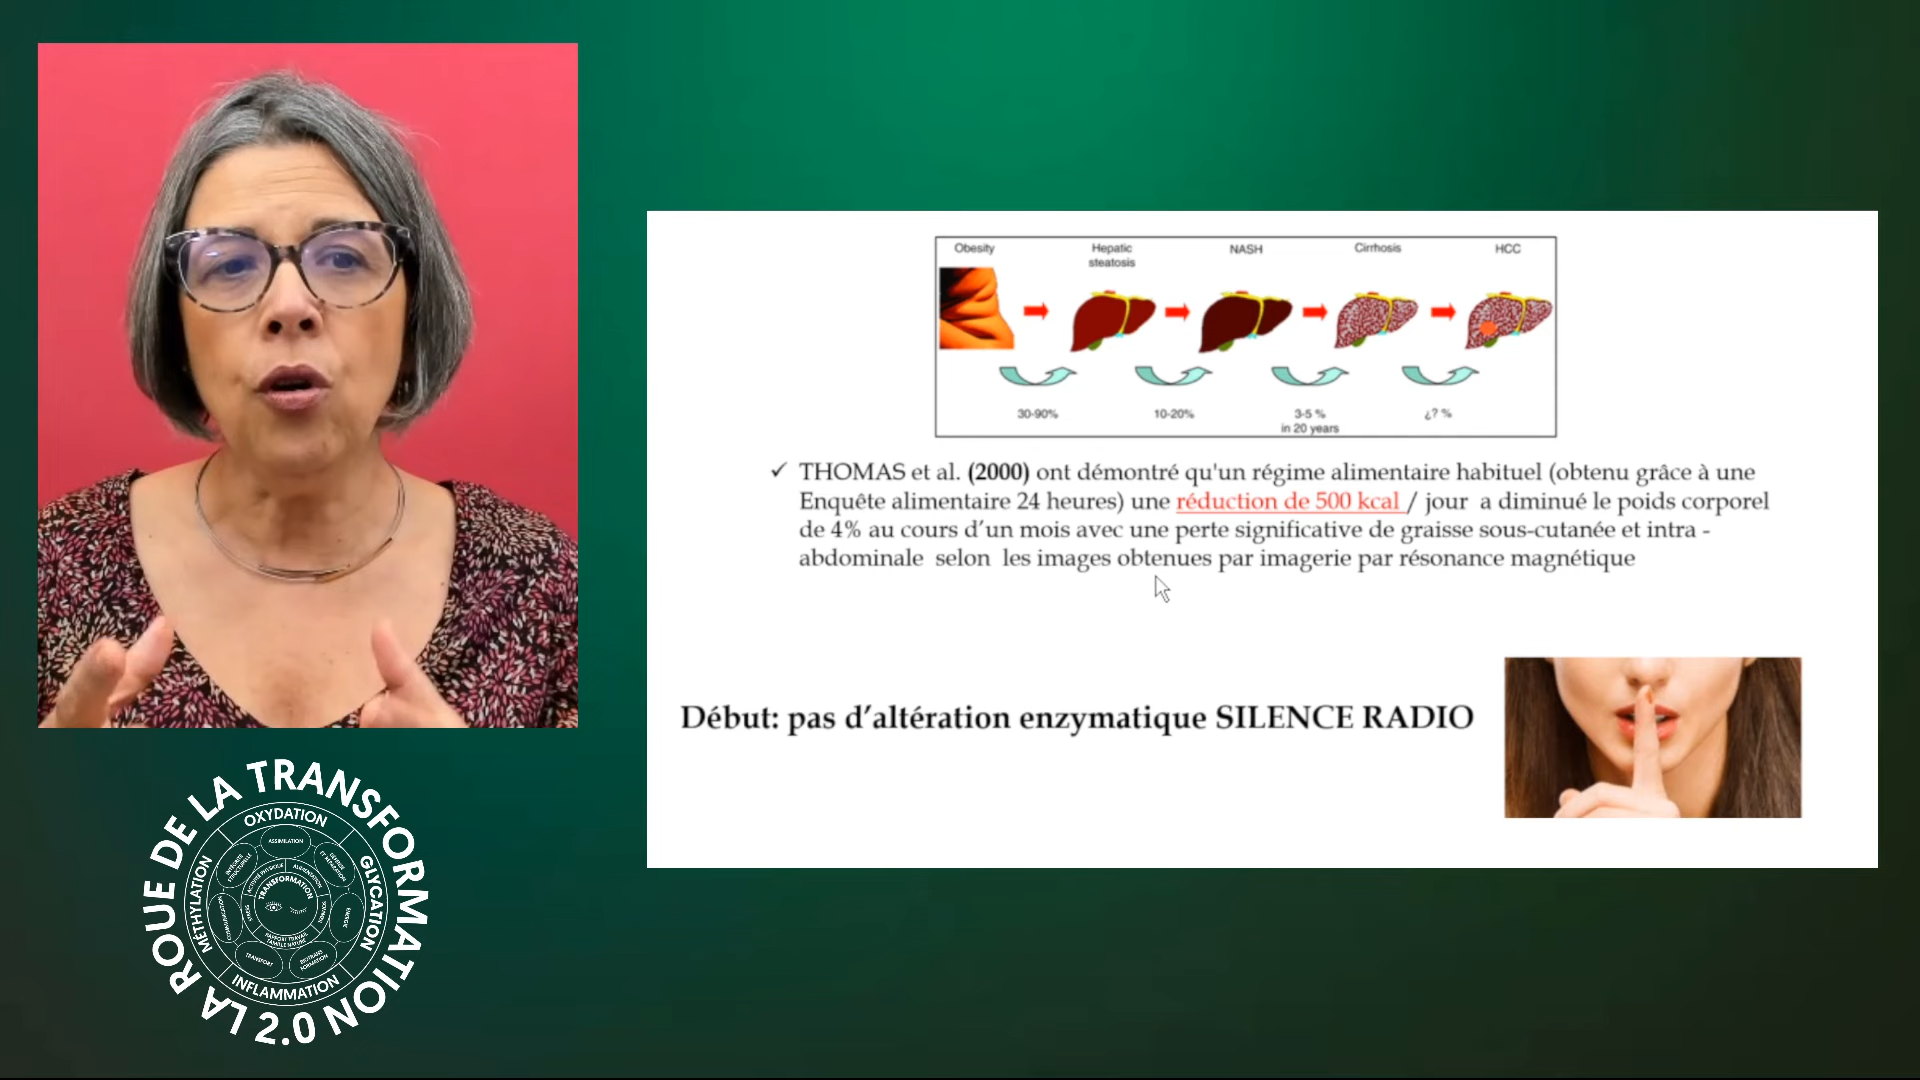 Obesity
Hepatic
steatosis
NASH
Cirrhosis
HCC
30-90%
10-20%
3-5 %
in 20 years
¿? %
✓ THOMAS et al. (2000) ont démontré qu'un régime alimentaire habituel (obtenu grâce à une
Enquête alimentaire 24 heures) une réduction de 500 kcal / jour a diminué le poids corporel
de 4% au cours d’un mois avec une perte significative de graisse sous-cutanée et intra -
abdominale selon les images obtenues par imagerie par résonance magnétique
Début: pas d’altération enzymatique SILENCE RADIO
LA ROUE DE LA TRANSFORMATION 2.0
OXYDATION
GLYCATION
INFLAMMATION
MÉTHYLATION
ASSIMILATION
ÉNERGIE
TRANSPORT
TRANSFORMATION